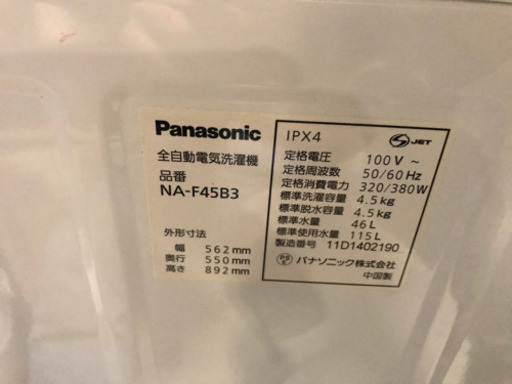 Panasonic
全自動電気洗濯機
品番
NA-F45B3
外形寸法
幅 562mm
奥行 550mm
高さ 892mm
IPX4
S JET
定格電圧 100V ~
定格周波数 50/60Hz
定格消費電力 320/380W
標準洗濯容量 4.5kg
標準脱水容量 4.5kg
標準水量 46L
標準使用水量 115L
製造番号 11D1402190
PS E パナソニック株式会社
中国製